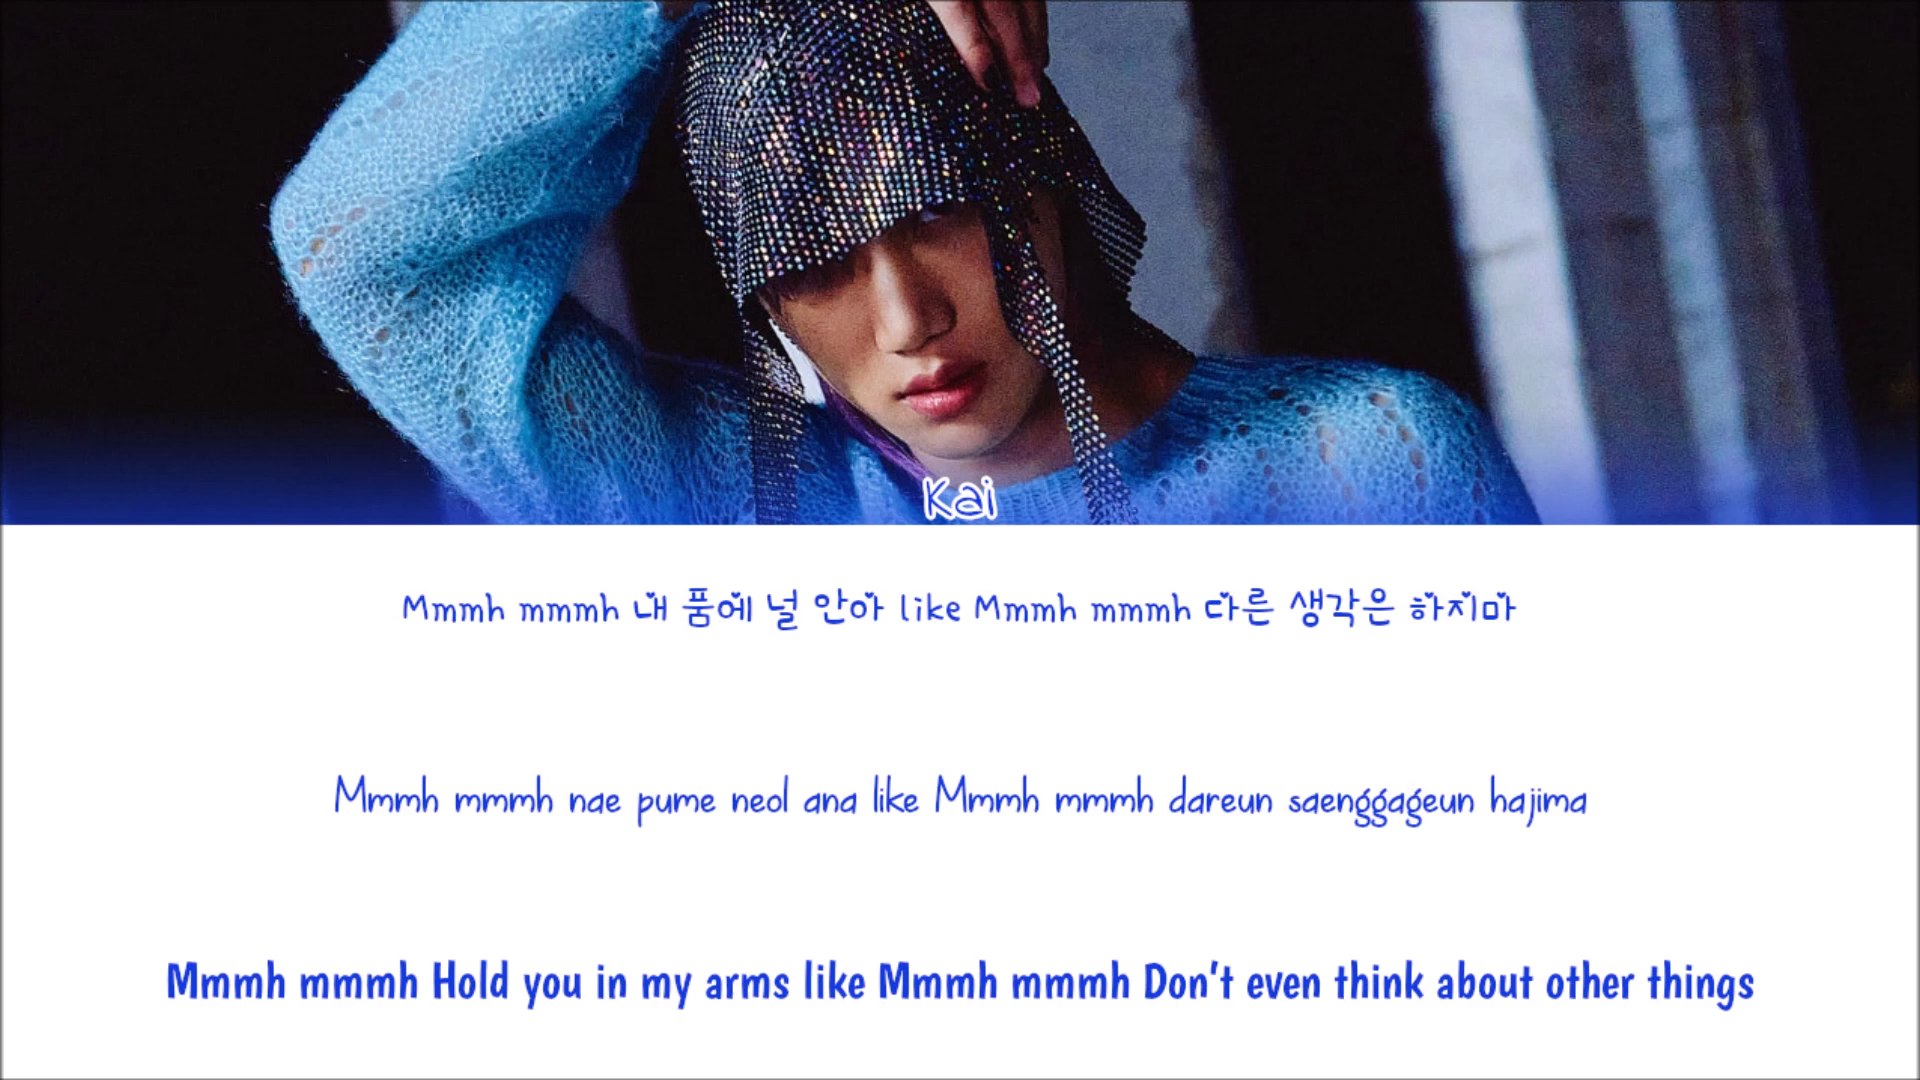 Kai
Mmmh mmmh 내 품에 널 안아 like Mmmh mmmh 다른 생각은 하지마
Mmmh mmmh nae pume neol ana like Mmmh mmmh dareun saenggageun hajima
Mmmh mmmh Hold you in my arms like Mmmh mmmh Don't even think about other things